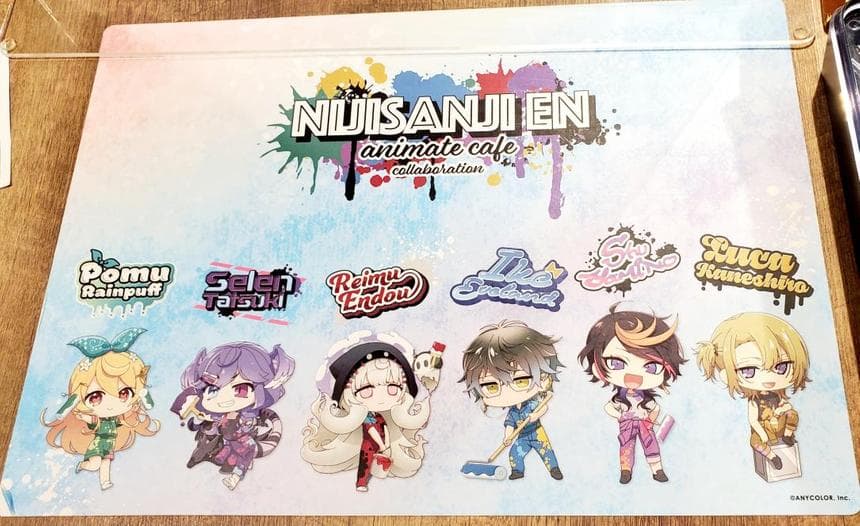 NIJISANJI EN
animate cafe
collaboration
Pomu
Rainpuff
Selen
Tatsuki
Reimu
Endou
Ike
Eveland
Shu
Yamino
Luca
Kaneshiro
©ANYCOLOR, Inc.